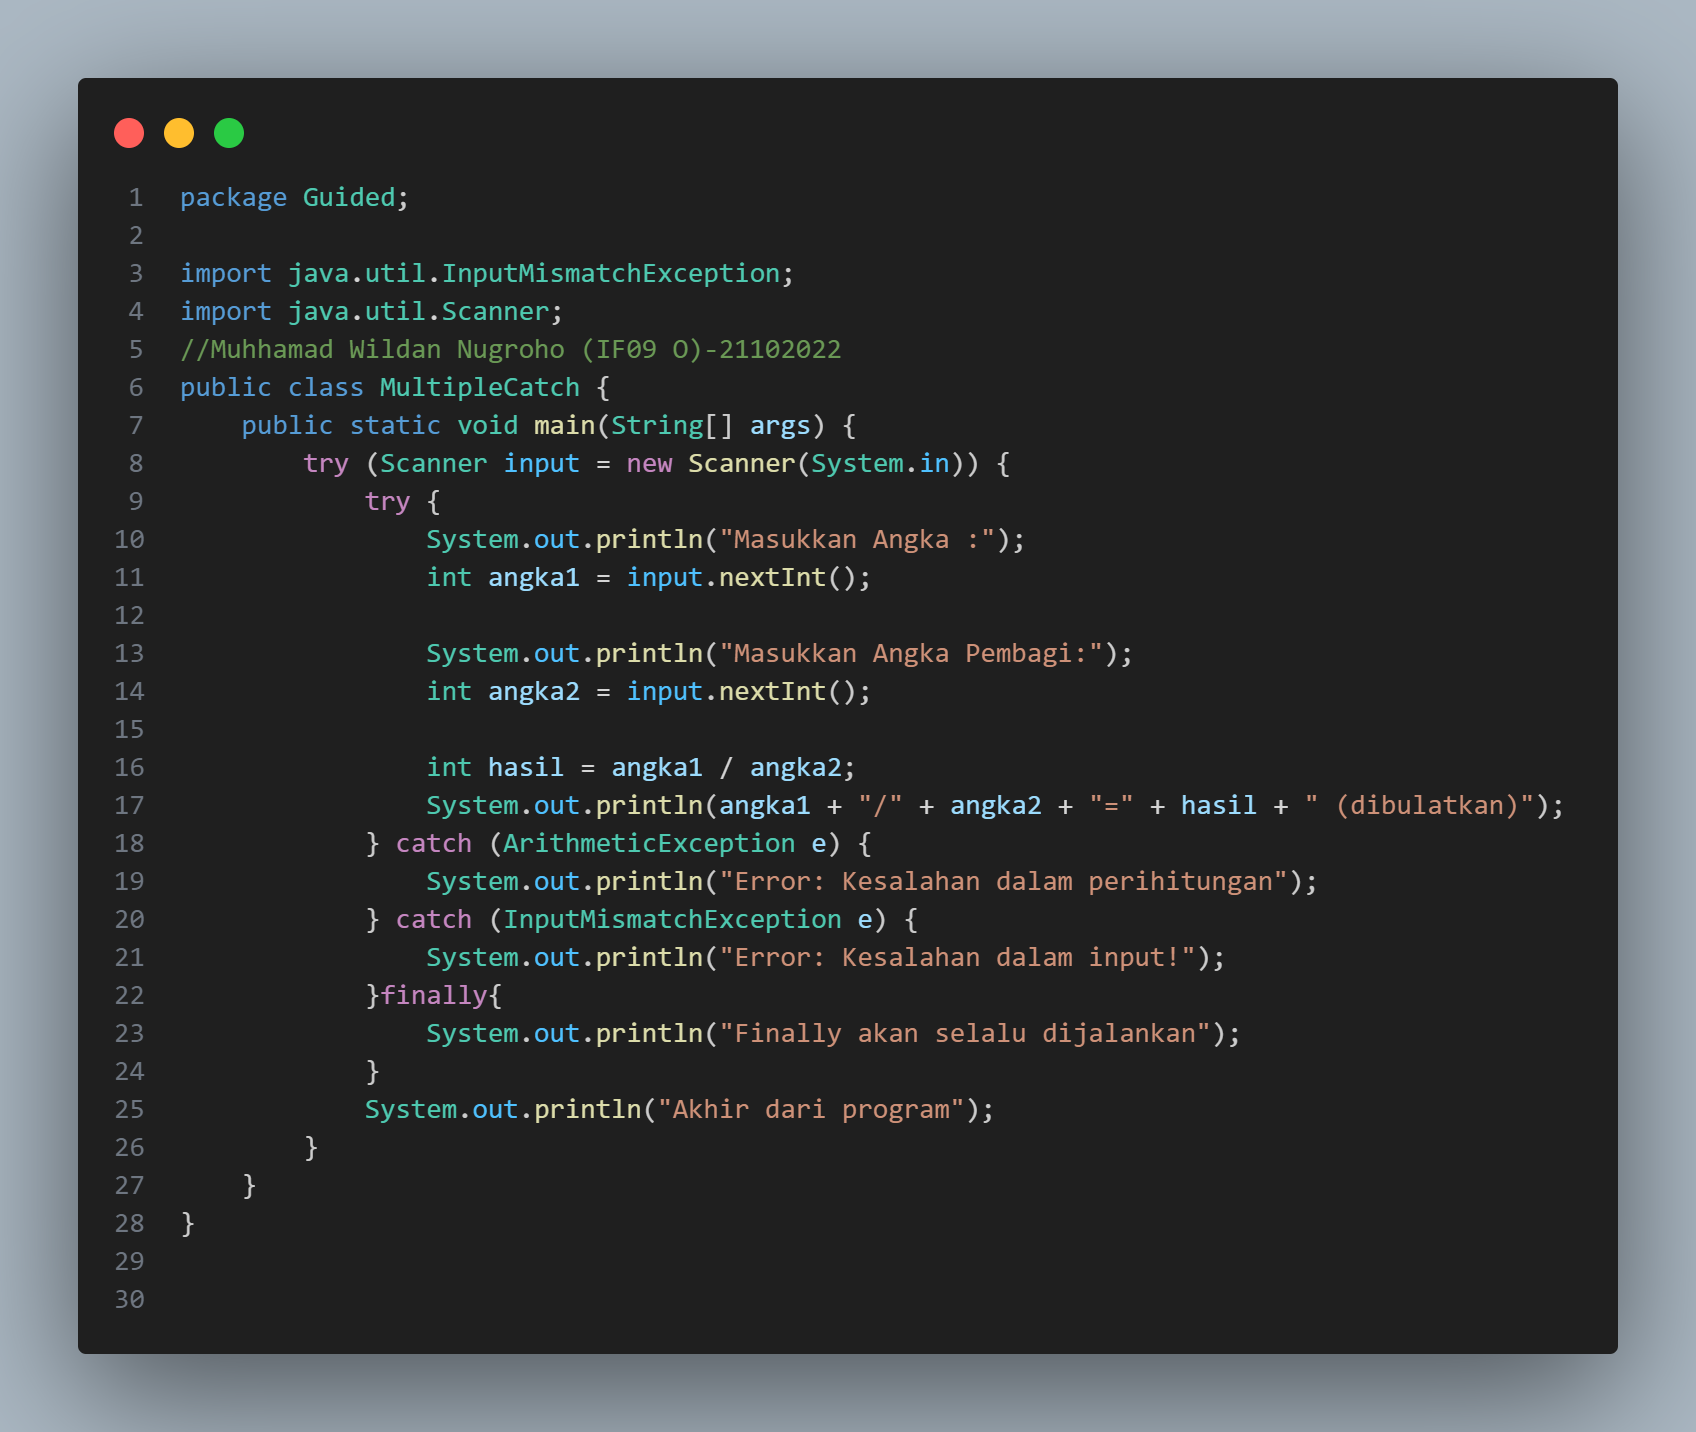 1 package Guided;
2
3 import java.util.InputMismatchException;
4 import java.util.Scanner;
5 //Muhhamad Wildan Nugroho (IF09 O)-21102022
6 public class MultipleCatch {
7     public static void main(String[] args) {
8         try (Scanner input = new Scanner(System.in)) {
9             try {
10                 System.out.println("Masukkan Angka :");
11                 int angka1 = input.nextInt();
12
13                 System.out.println("Masukkan Angka Pembagi:");
14                 int angka2 = input.nextInt();
15
16                 int hasil = angka1 / angka2;
17                 System.out.println(angka1 + "/" + angka2 + "=" + hasil + " (dibulatkan)");
18             } catch (ArithmeticException e) {
19                 System.out.println("Error: Kesalahan dalam perihitungan");
20             } catch (InputMismatchException e) {
21                 System.out.println("Error: Kesalahan dalam input!");
22             }finally{
23                 System.out.println("Finally akan selalu dijalankan");
24             }
25             System.out.println("Akhir dari program");
26         }
27     }
28 }
29
30